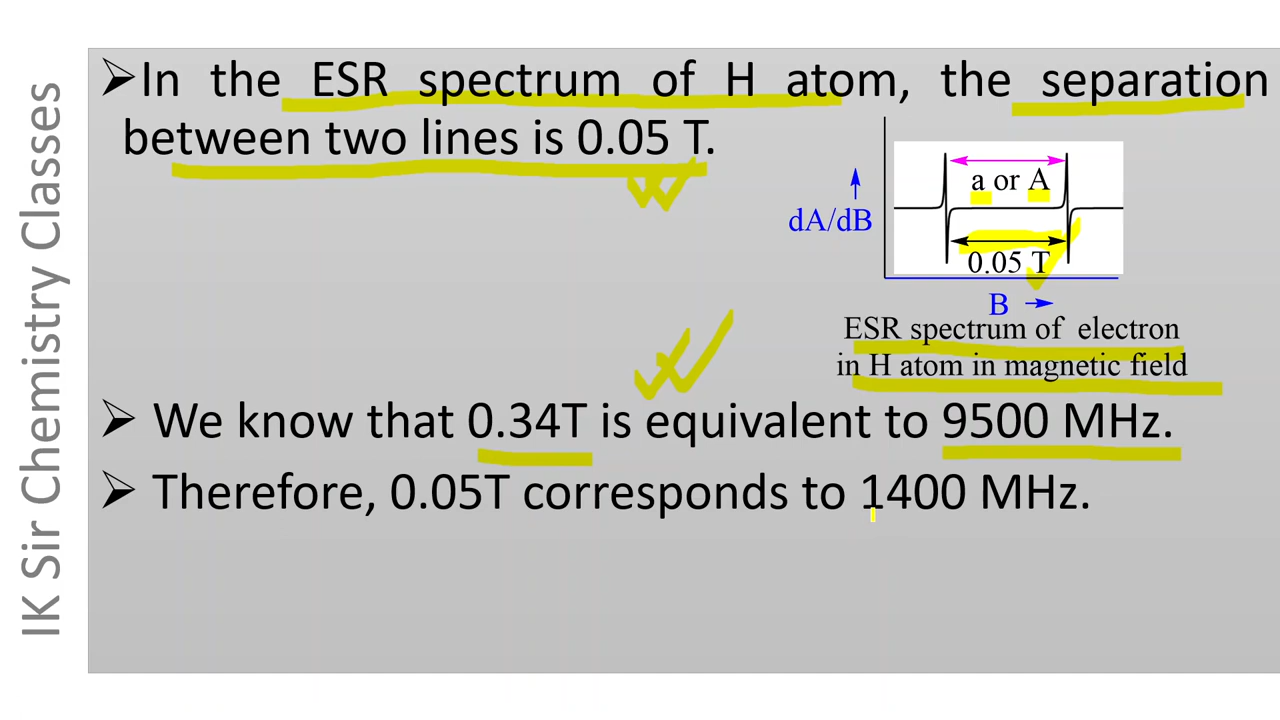 IK Sir Chemistry Classes
➢In the ESR spectrum of H atom, the separation
between two lines is 0.05 T.
a or A
dA/dB
0.05 T
B
ESR spectrum of electron
in H atom in magnetic field
➢ We know that 0.34T is equivalent to 9500 MHz.
➢ Therefore, 0.05T corresponds to 1400 MHz.